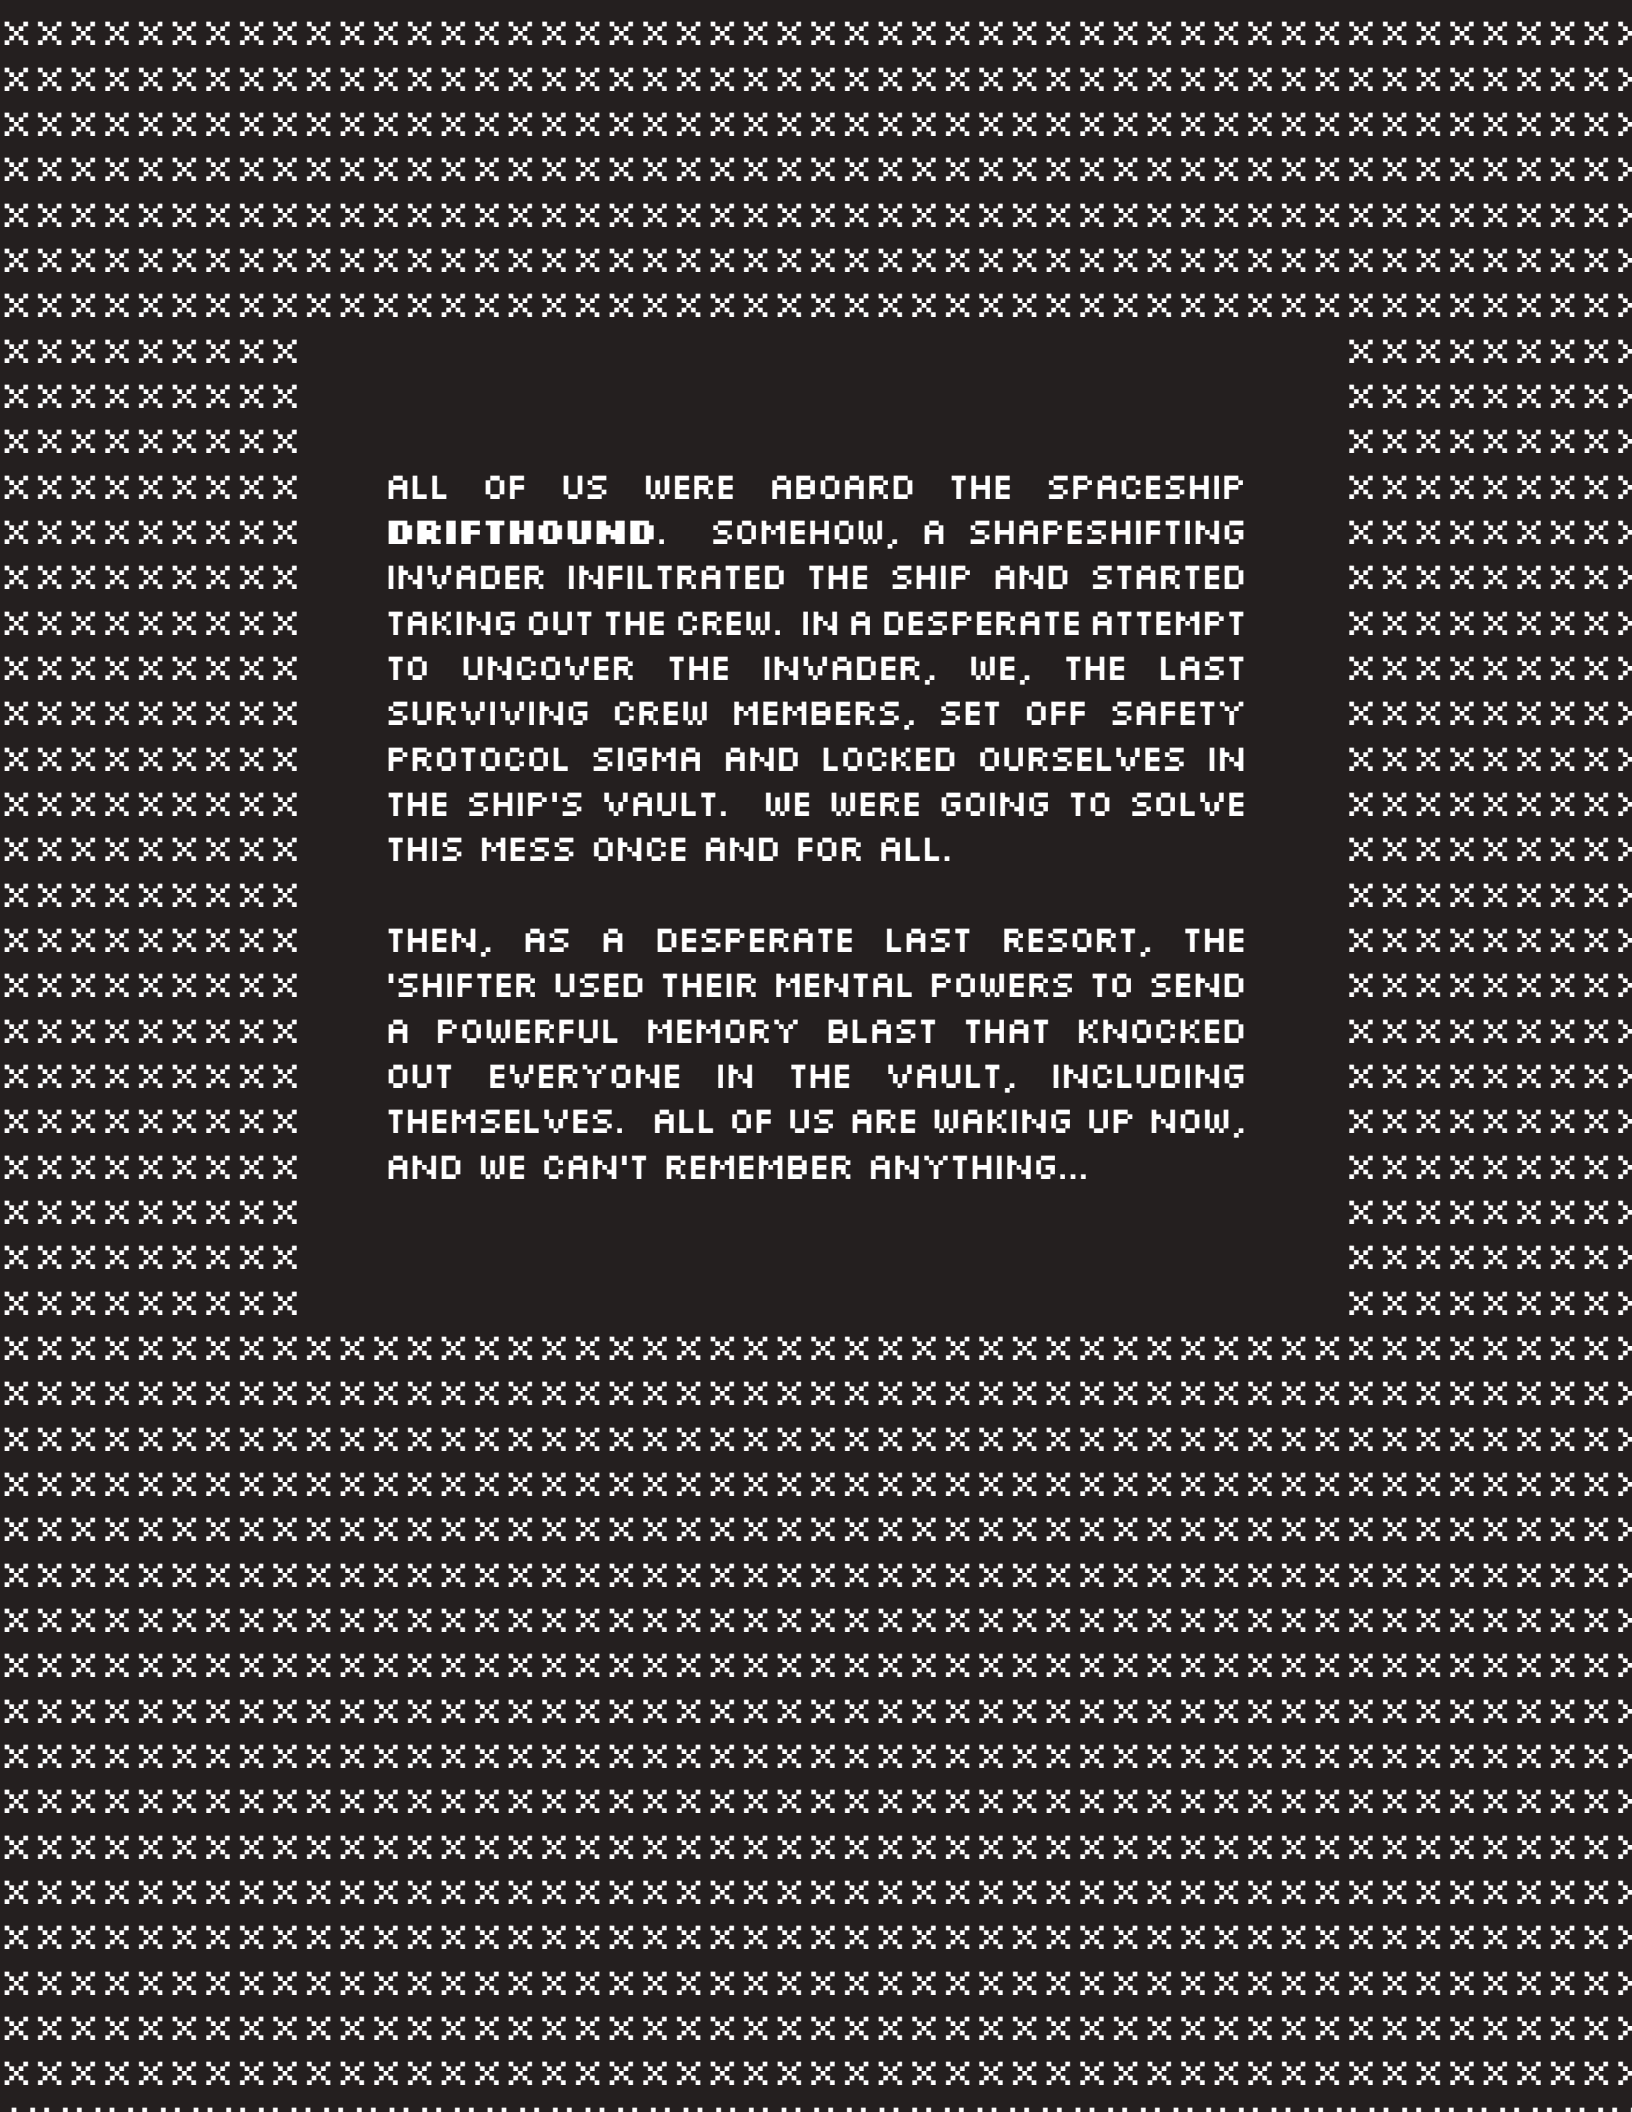 ALL OF US WERE ABOARD THE SPACESHIP
DRIFTHOUND. SOMEHOW, A SHAPESHIFTING
INVADER INFILTRATED THE SHIP AND STARTED
TAKING OUT THE CREW. IN A DESPERATE ATTEMPT
TO UNCOVER THE INVADER, WE, THE LAST
SURVIVING CREW MEMBERS, SET OFF SAFETY
PROTOCOL SIGMA AND LOCKED OURSELVES IN
THE SHIP'S VAULT. WE WERE GOING TO SOLVE
THIS MESS ONCE AND FOR ALL.
THEN, AS A DESPERATE LAST RESORT, THE
'SHIFTER USED THEIR MENTAL POWERS TO SEND
A POWERFUL MEMORY BLAST THAT KNOCKED
OUT EVERYONE IN THE VAULT, INCLUDING
THEMSELVES. ALL OF US ARE WAKING UP NOW,
AND WE CAN'T REMEMBER ANYTHING...